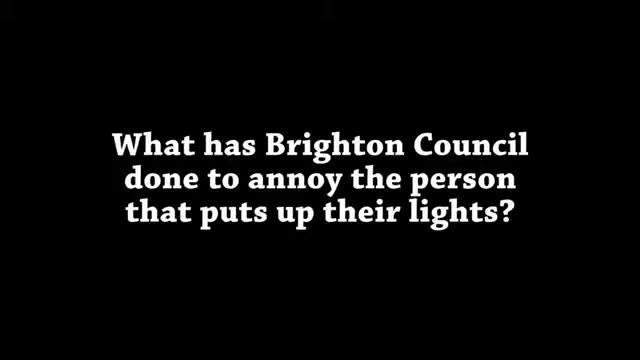 What has Brighton Council
done to annoy the person
that puts up their lights?